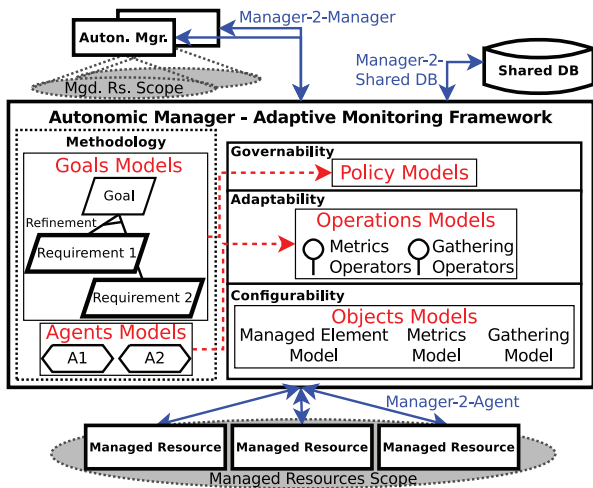 Manager-2-Manager
Auton. Mgr.
Manager-2-
Shared DB
Shared DB
Mgd. Rs. Scope
Autonomic Manager - Adaptive Monitoring Framework
Methodology
Goals Models
Goal
Refinement
Requirement 1
Requirement 2
Agents Models
A1 A2
Governability
Policy Models
Adaptability
Operations Models
Metrics Gathering
Operators Operators
Configurability
Objects Models
Managed Element Metrics Gathering
Model Model Model
Manager-2-Agent
Managed Resource Managed Resource Managed Resource
Managed Resources Scope